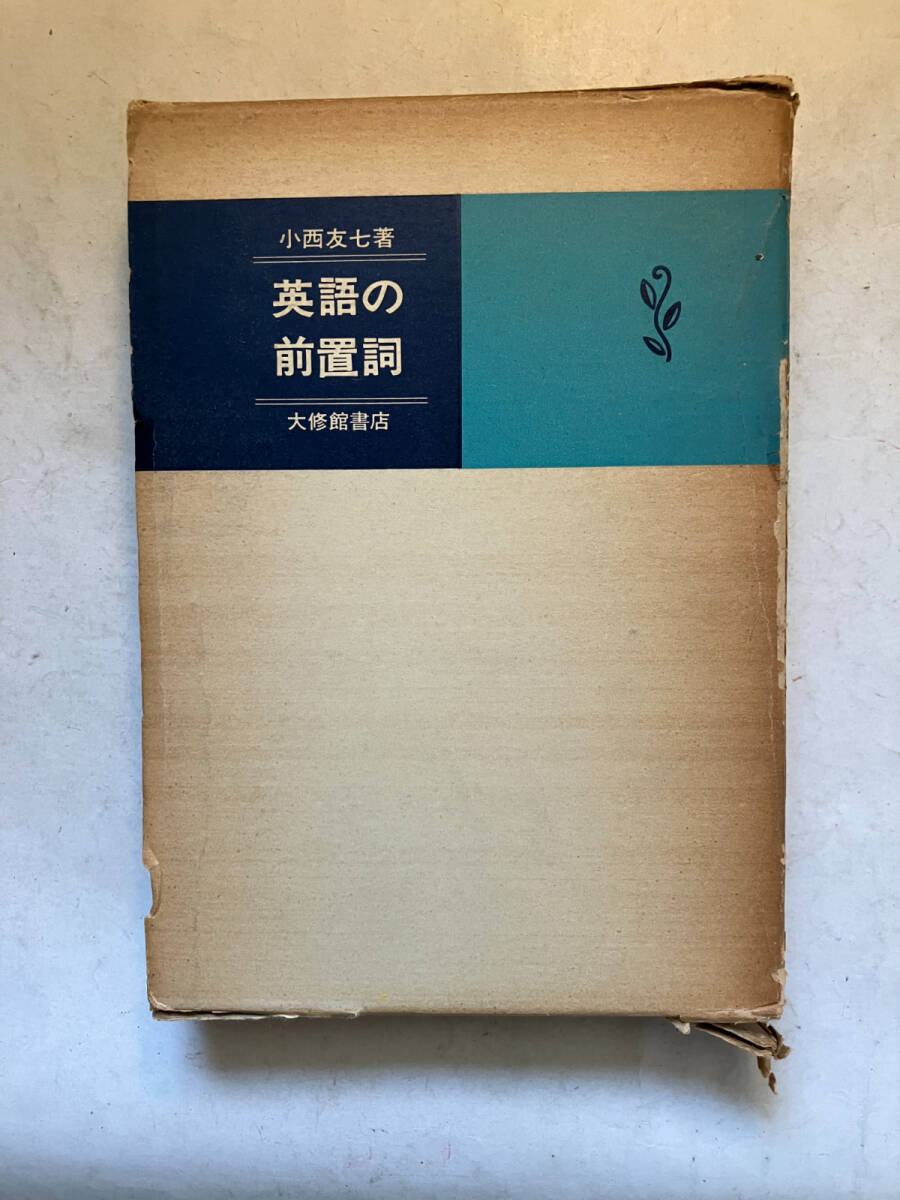 小西友七著
英語の
前置詞
大修館書店